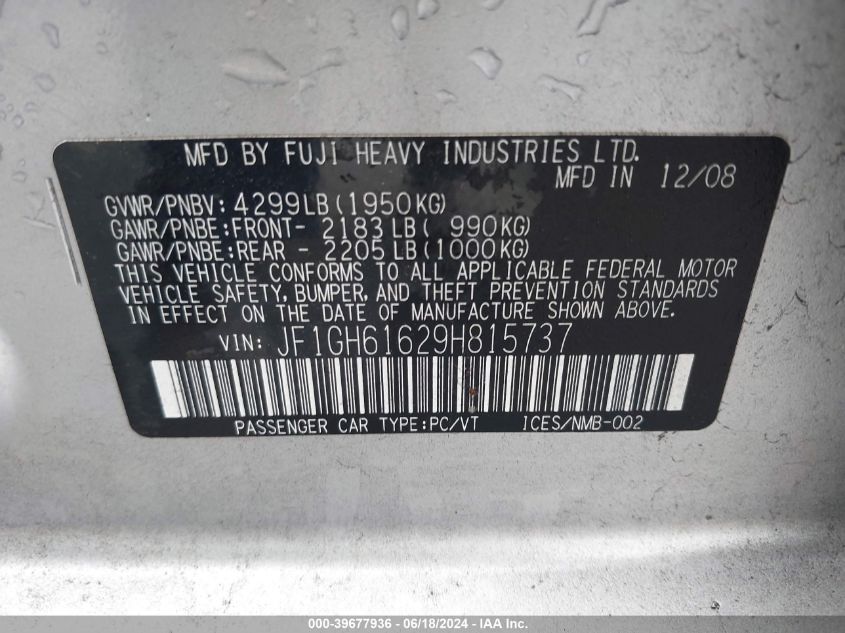 MFD BY FUJI HEAVY INDUSTRIES LTD.
MFD IN 12/08
GVWR/PNBV: 4299LB(1950KG)
GAWR/PNBE:FRONT- 2183LB( 990KG)
GAWR/PNBE:REAR - 2205LB(1000KG)
THIS VEHICLE CONFORMS TO ALL APPLICABLE FEDERAL MOTOR
VEHICLE SAFETY, BUMPER, AND THEFT PREVENTION STANDARDS
IN EFFECT ON THE DATE OF MANUFACTURE SHOWN ABOVE.
VIN: JF1GH61629H815737
PASSENGER CAR TYPE:PC/VT ICES/NMB-002
000-39677936 - 06/18/2024 - IAA Inc.